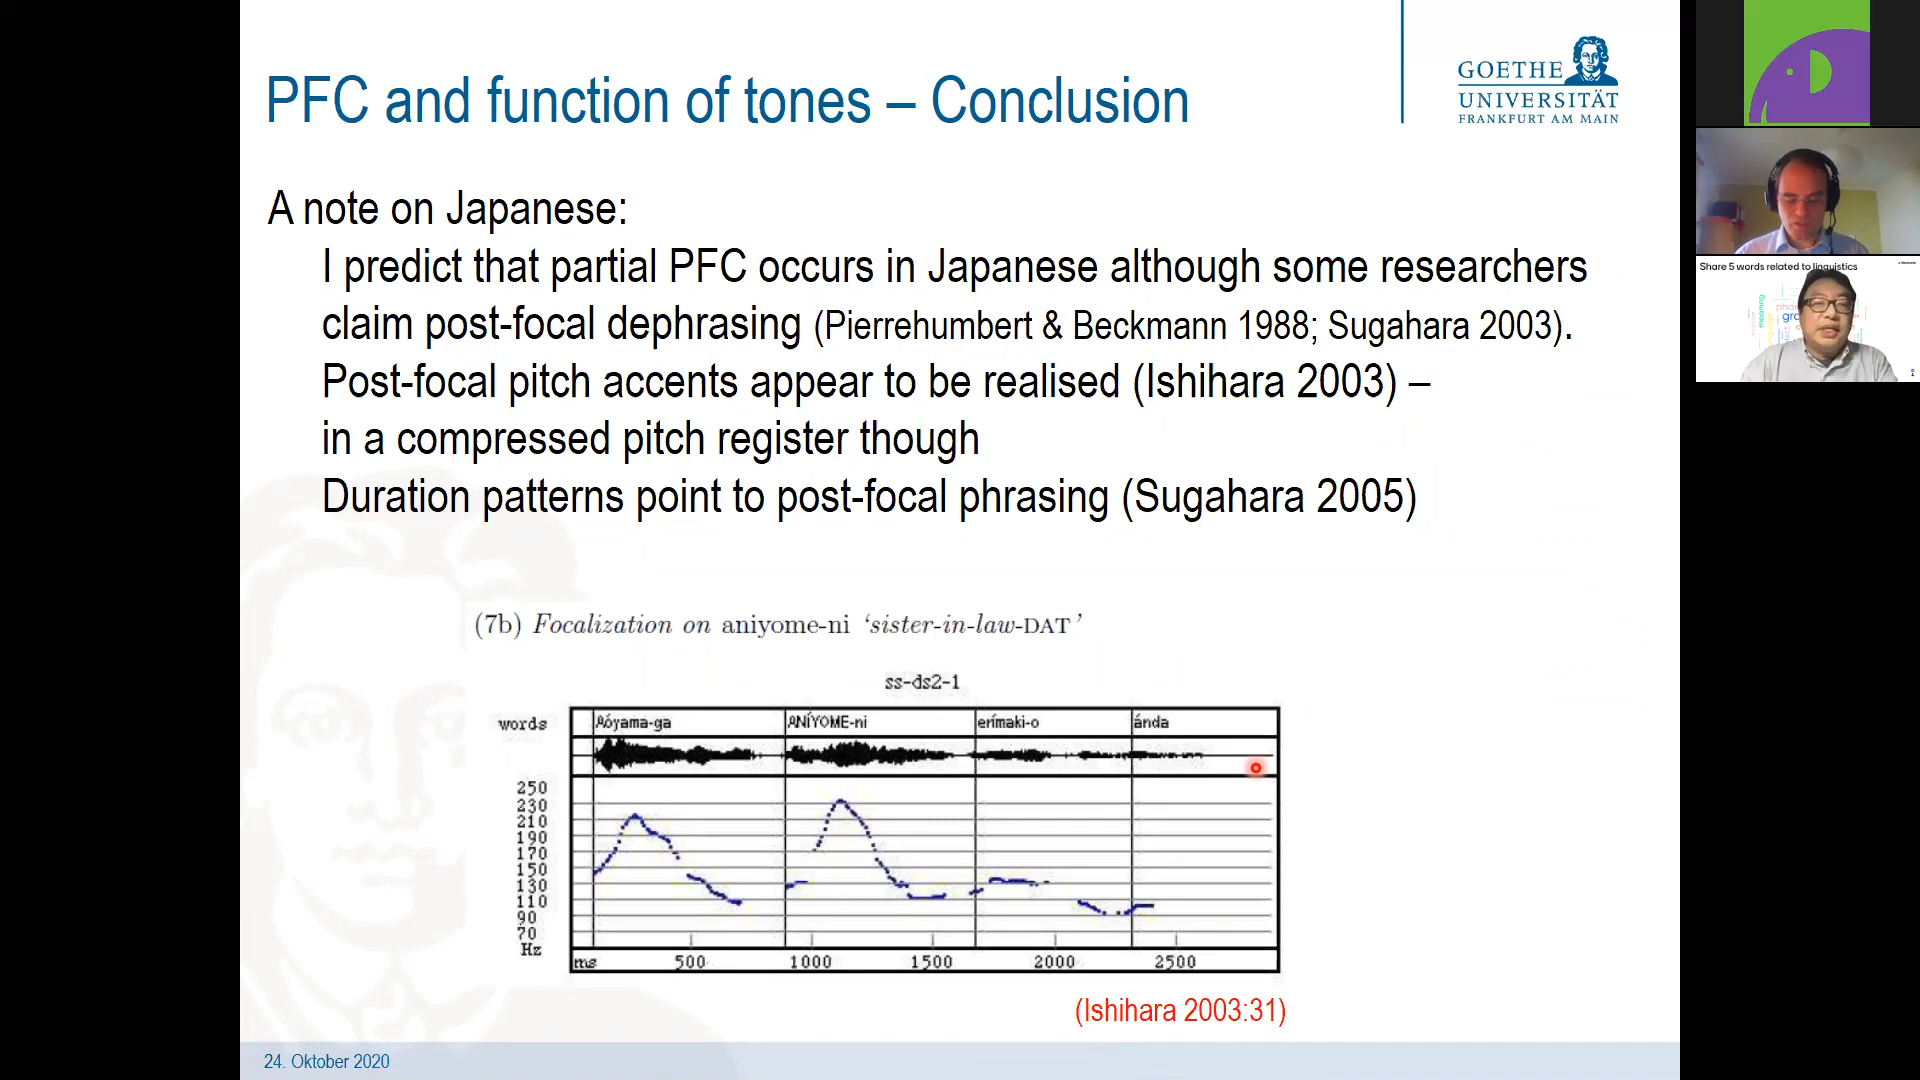 PFC and function of tones – Conclusion
GOETHE
UNIVERSITÄT
FRANKFURT AM MAIN
A note on Japanese:
I predict that partial PFC occurs in Japanese although some researchers
claim post-focal dephrasing (Pierrehumbert & Beckmann 1988; Sugahara 2003).
Post-focal pitch accents appear to be realised (Ishihara 2003) –
in a compressed pitch register though
Duration patterns point to post-focal phrasing (Sugahara 2005)
(7b) Focalization on aniyome-ni ‘sister-in-law-DAT’
ss-ds2-1
words Aóyama-ga ANÍYOME-ni erímaki-o ánda
250
230
210
190
170
150
130
110
90
70
Hz
ms 500 1000 1500 2000 2500
(Ishihara 2003:31)
24. Oktober 2020
Share 5 words related to linguistics
meaning